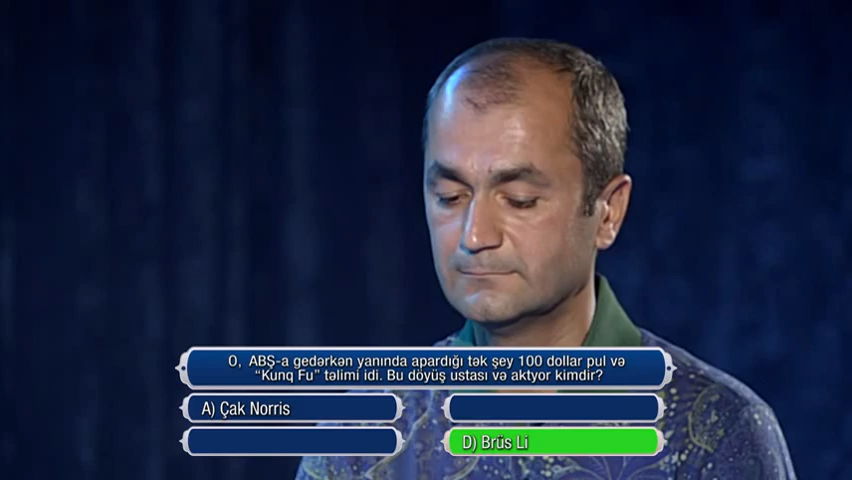 O, ABŞ-a gedərkən yanında apardığı tək şey 100 dollar pul və
“Kunq Fu” təlimi idi. Bu döyüş ustası və aktyor kimdir?
A) Çak Norris
D) Brüs Li